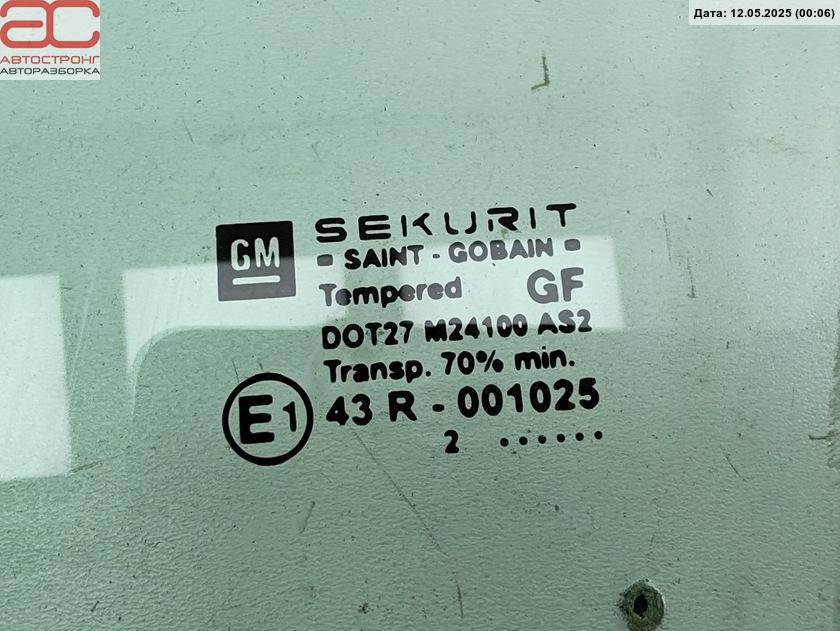 ac
АВТОСТРОНГ
АВТОРАЗБОРКА
Дата: 12.05.2025 (00:06)
GM
SEKURIT
SAINT - GOBAIN
Tempered GF
DOT27 M24100 AS2
Transp. 70% min.
E1 43 R - 001025
2 ......